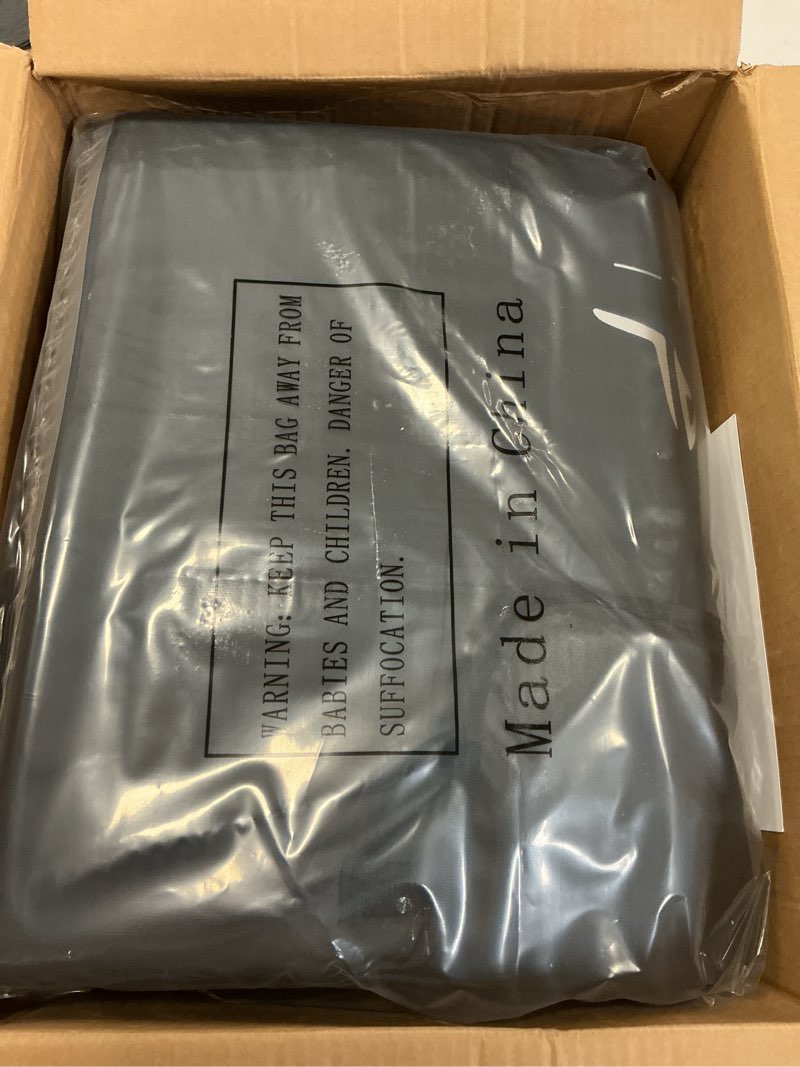 WARNING: KEEP THIS BAG AWAY FROM
BABIES AND CHILDREN. DANGER OF
SUFFOCATION.
Made in China